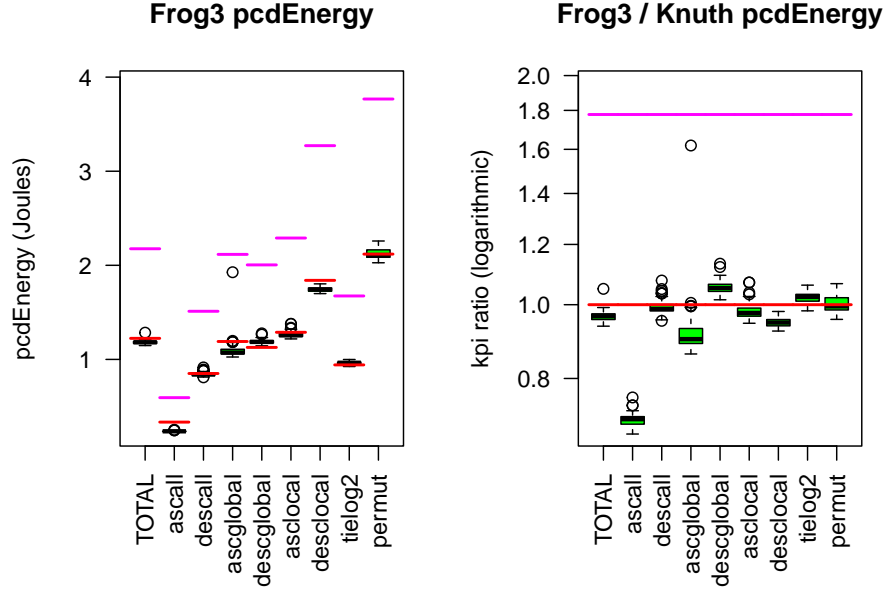 Frog3 pcdEnergy
pcdEnergy (Joules)
4
3
2
1
TOTAL
ascall
descall
ascglobal
descglobal
asclocal
desclocal
tielog2
permut
Frog3 / Knuth pcdEnergy
kpi ratio (logarithmic)
2.0
1.8
1.6
1.4
1.2
1.0
0.8
TOTAL
ascall
descall
ascglobal
descglobal
asclocal
desclocal
tielog2
permut